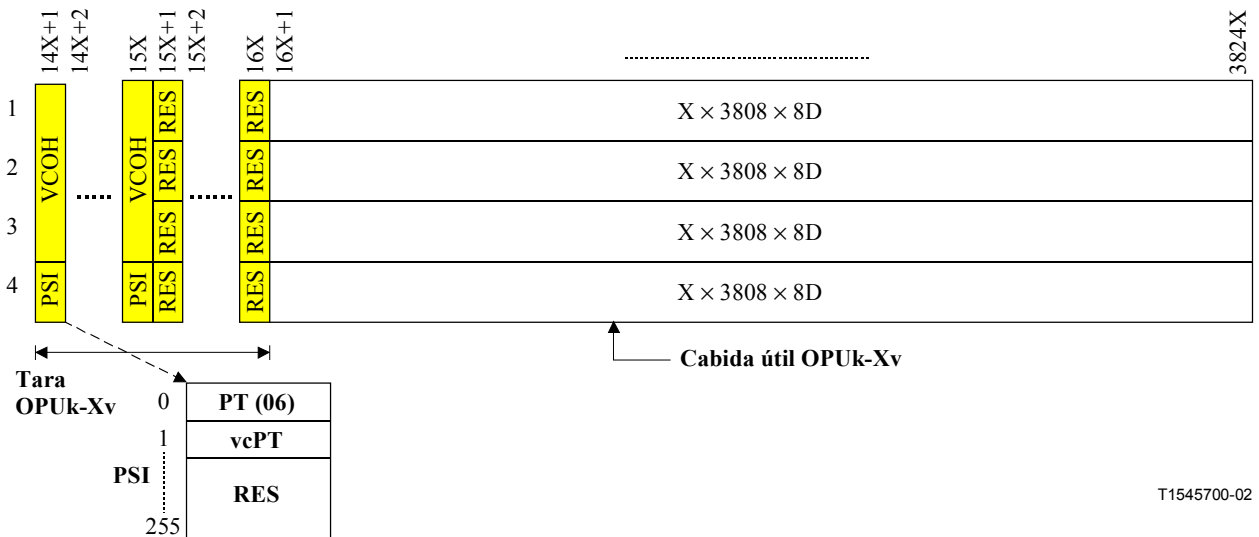 14X+1
14X+2
15X
15X+1
15X+2
16X
16X+1
3824X
1
VCOH
VCOH
RES
RES
X × 3808 × 8D
2
RES
RES
X × 3808 × 8D
3
RES
RES
X × 3808 × 8D
4
PSI
PSI
RES
RES
X × 3808 × 8D
Cabida útil OPUk-Xv
Tara
OPUk-Xv
0
PT (06)
1
vcPT
PSI
RES
255
T1545700-02